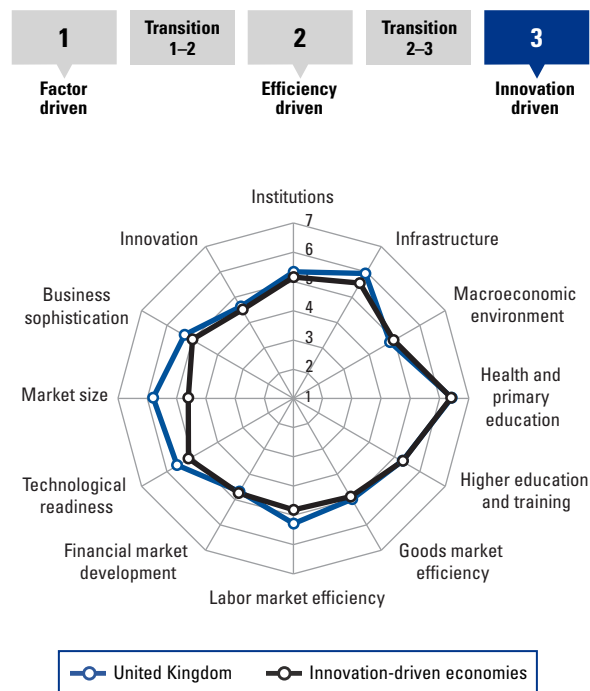 1
Transition
1–2
2
Transition
2–3
3
Factor
driven
Efficiency
driven
Innovation
driven
Institutions
7
Innovation
Infrastructure
6
5
Business
sophistication
Macroeconomic
environment
4
3
2
Market size
1
Health and
primary
education
Technological
readiness
Higher education
and training
Financial market
development
Goods market
efficiency
Labor market efficiency
United Kingdom
Innovation-driven economies